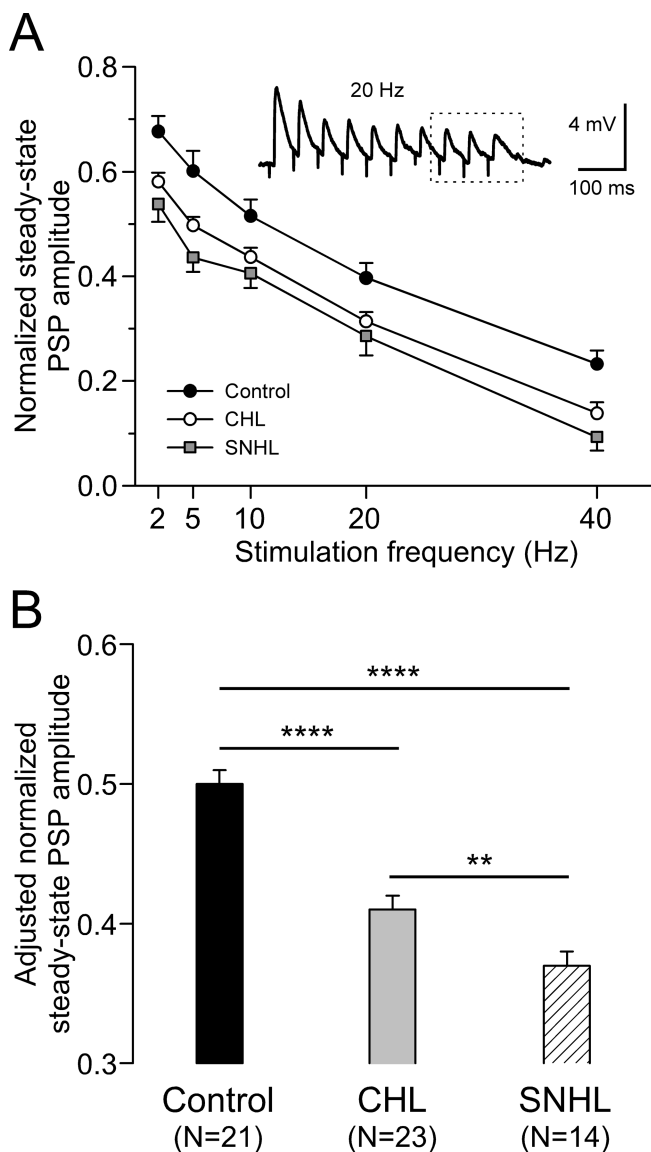 A
0.8
0.6
0.4
0.2
0.0
Normalized steady-state
PSP amplitude
20 Hz
4 mV
100 ms
Control
CHL
SNHL
2 5 10 20 40
Stimulation frequency (Hz)
B
0.6
0.5
0.4
0.3
Adjusted normalized
steady-state PSP amplitude
****
****
**
Control CHL SNHL
(N=21) (N=23) (N=14)